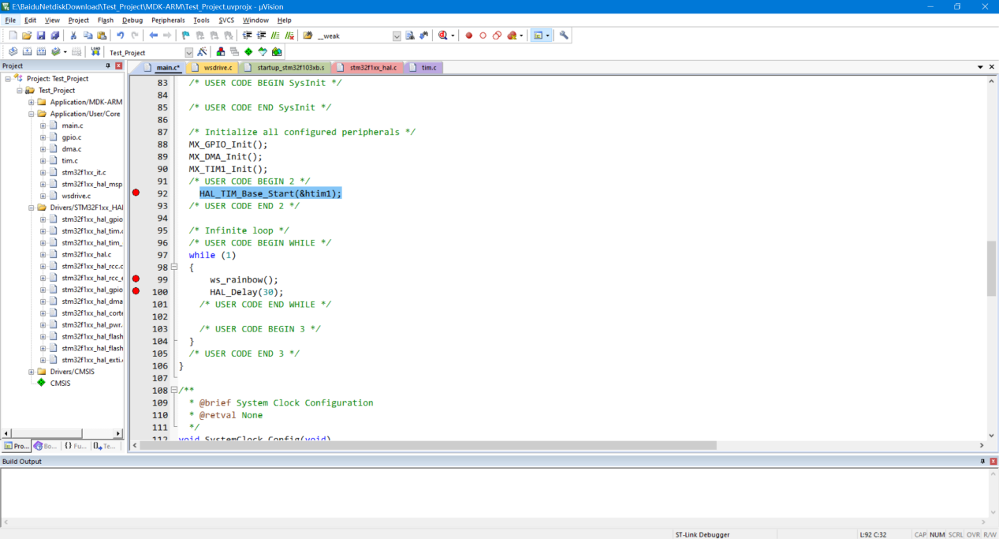 E:\BaiduNetdiskDownload\Test_Project\MDK-ARM\Test_Project.uvprojx - µVision
File Edit View Project Flash Debug Peripherals Tools SVCS Window Help
__weak
LOAD Test_Project
Project
Project: Test_Project
Test_Project
Application/MDK-ARM
Application/User/Core
main.c
gpio.c
dma.c
tim.c
stm32f1xx_it.c
stm32f1xx_hal_msp
wsdrive.c
Drivers/STM32F1xx_HAI
stm32f1xx_hal_gpio
stm32f1xx_hal_tim.c
stm32f1xx_hal_tim_
stm32f1xx_hal.c
stm32f1xx_hal_rcc.c
stm32f1xx_hal_rcc_e
stm32f1xx_hal_gpio
stm32f1xx_hal_dma
stm32f1xx_hal_corte
stm32f1xx_hal_pwr.
stm32f1xx_hal_flash
stm32f1xx_hal_flash
stm32f1xx_hal_exti.c
Drivers/CMSIS
CMSIS
Pro... Bo... {} Fu... Te...
main.c* wsdrive.c startup_stm32f103xb.s stm32f1xx_hal.c tim.c
83 /* USER CODE BEGIN SysInit */
84
85 /* USER CODE END SysInit */
86
87 /* Initialize all configured peripherals */
88 MX_GPIO_Init();
89 MX_DMA_Init();
90 MX_TIM1_Init();
91 /* USER CODE BEGIN 2 */
92 HAL_TIM_Base_Start(&htim1);
93 /* USER CODE END 2 */
94
95 /* Infinite loop */
96 /* USER CODE BEGIN WHILE */
97 while (1)
98 {
99 ws_rainbow();
100 HAL_Delay(30);
101 /* USER CODE END WHILE */
102
103 /* USER CODE BEGIN 3 */
104 }
105 /* USER CODE END 3 */
106 }
107
108 /**
109 * @brief System Clock Configuration
110 * @retval None
111 */
112 void SystemClock_Config(void)
Build Output
ST-Link Debugger L:92 C:32 CAP NUM SCRL OVR R/W